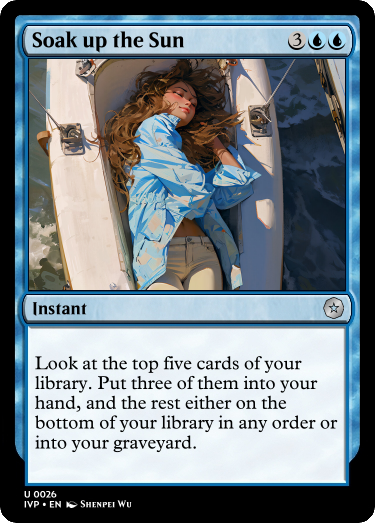 Soak up the Sun 3
Instant
Look at the top five cards of your
library. Put three of them into your
hand, and the rest either on the
bottom of your library in any order or
into your graveyard.
U 0026
IVP • EN Shenpei Wu